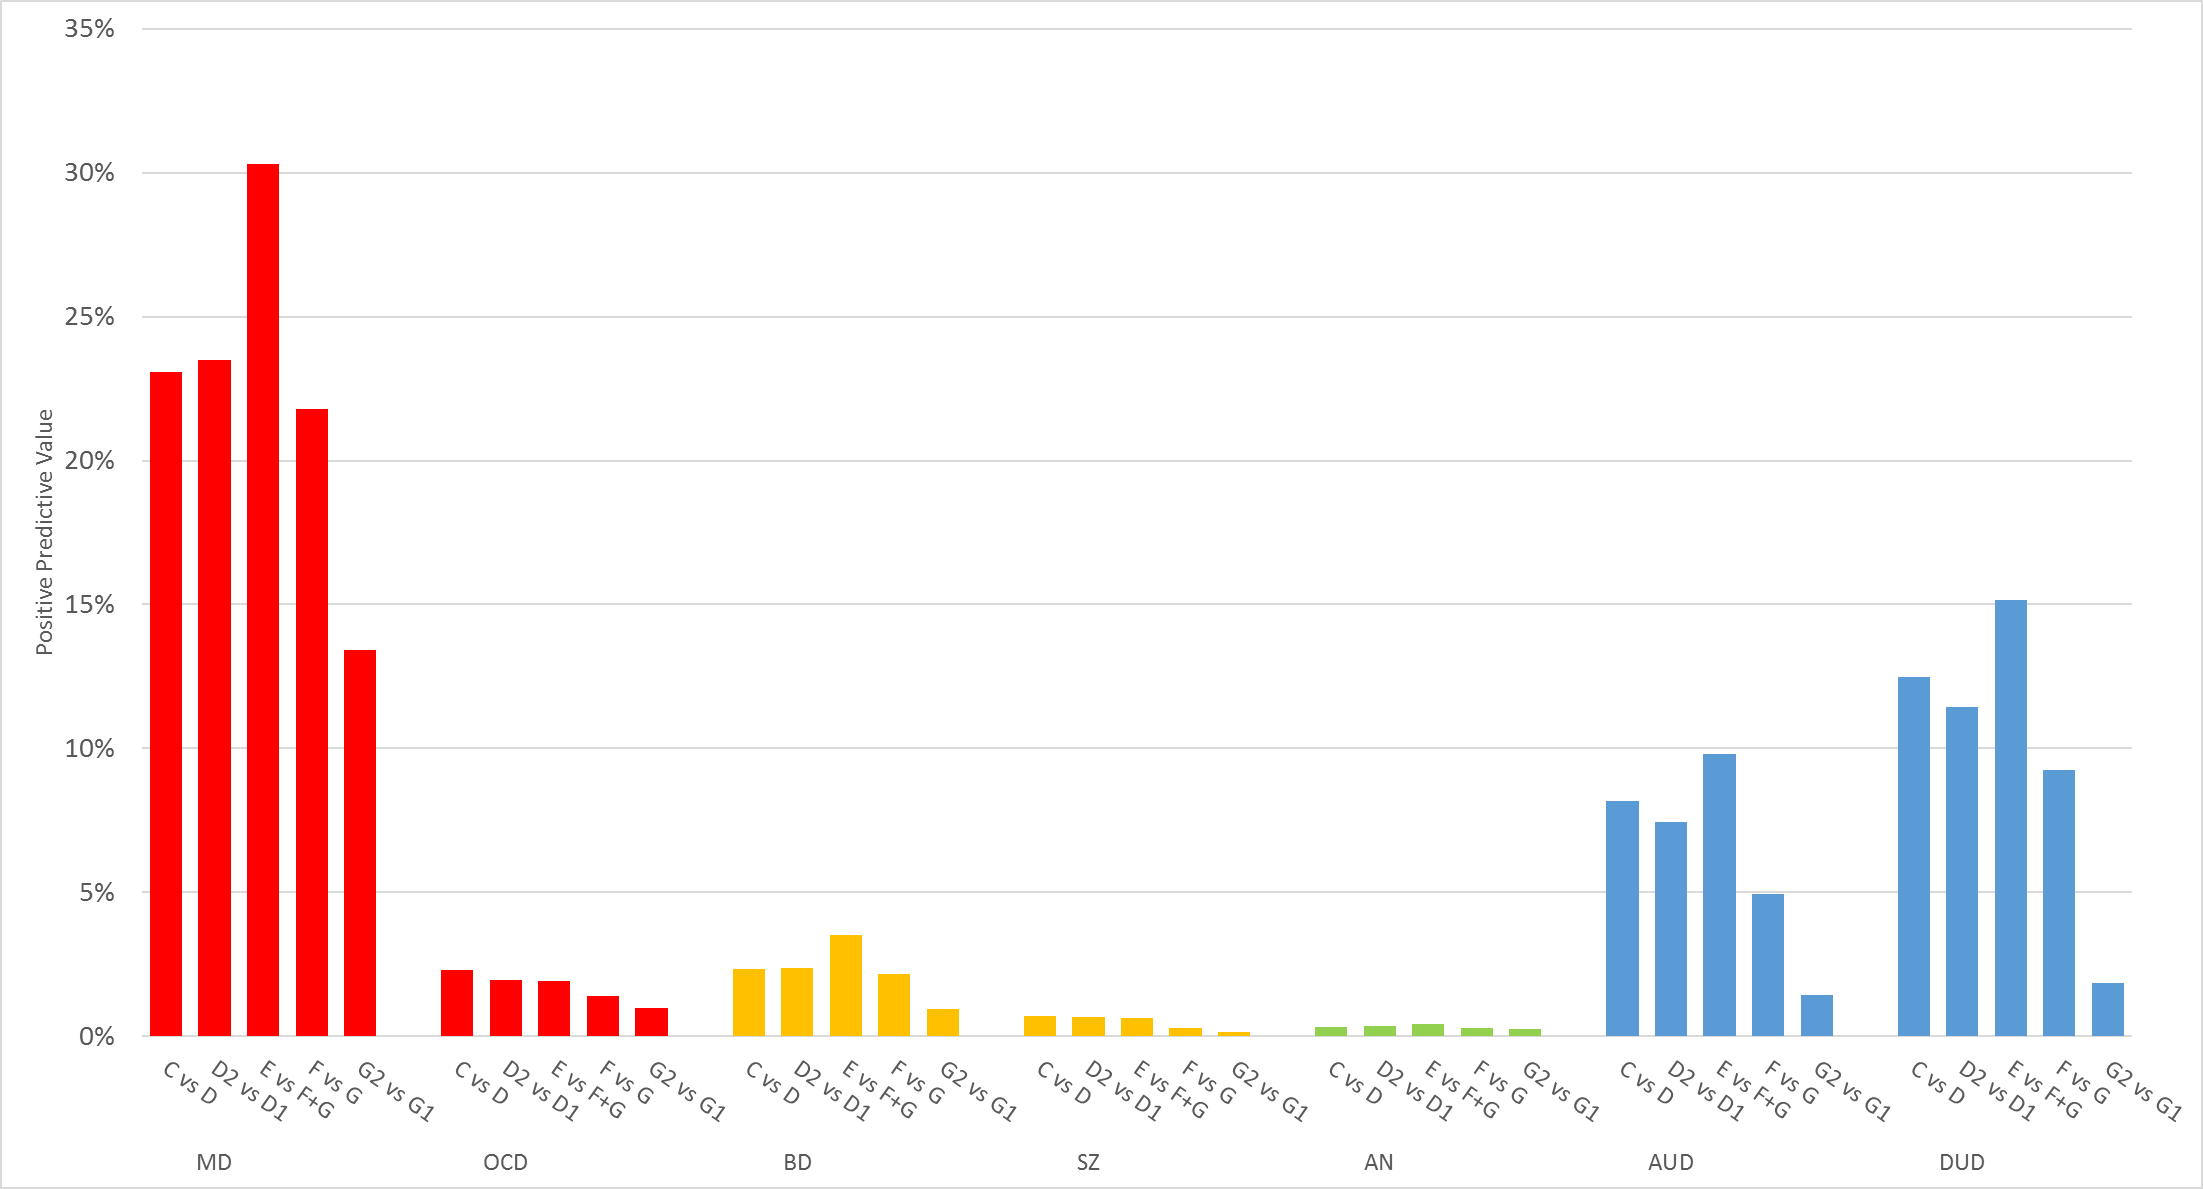 35%
30%
25%
20%
15%
10%
5%
0%
Positive Predictive Value
C vs D
D2 vs D1
E vs F+G
F vs G
G2 vs G1
C vs D
D2 vs D1
E vs F+G
F vs G
G2 vs G1
C vs D
D2 vs D1
E vs F+G
F vs G
G2 vs G1
C vs D
D2 vs D1
E vs F+G
F vs G
G2 vs G1
C vs D
D2 vs D1
E vs F+G
F vs G
G2 vs G1
C vs D
D2 vs D1
E vs F+G
F vs G
G2 vs G1
C vs D
D2 vs D1
E vs F+G
F vs G
G2 vs G1
MD
OCD
BD
SZ
AN
AUD
DUD